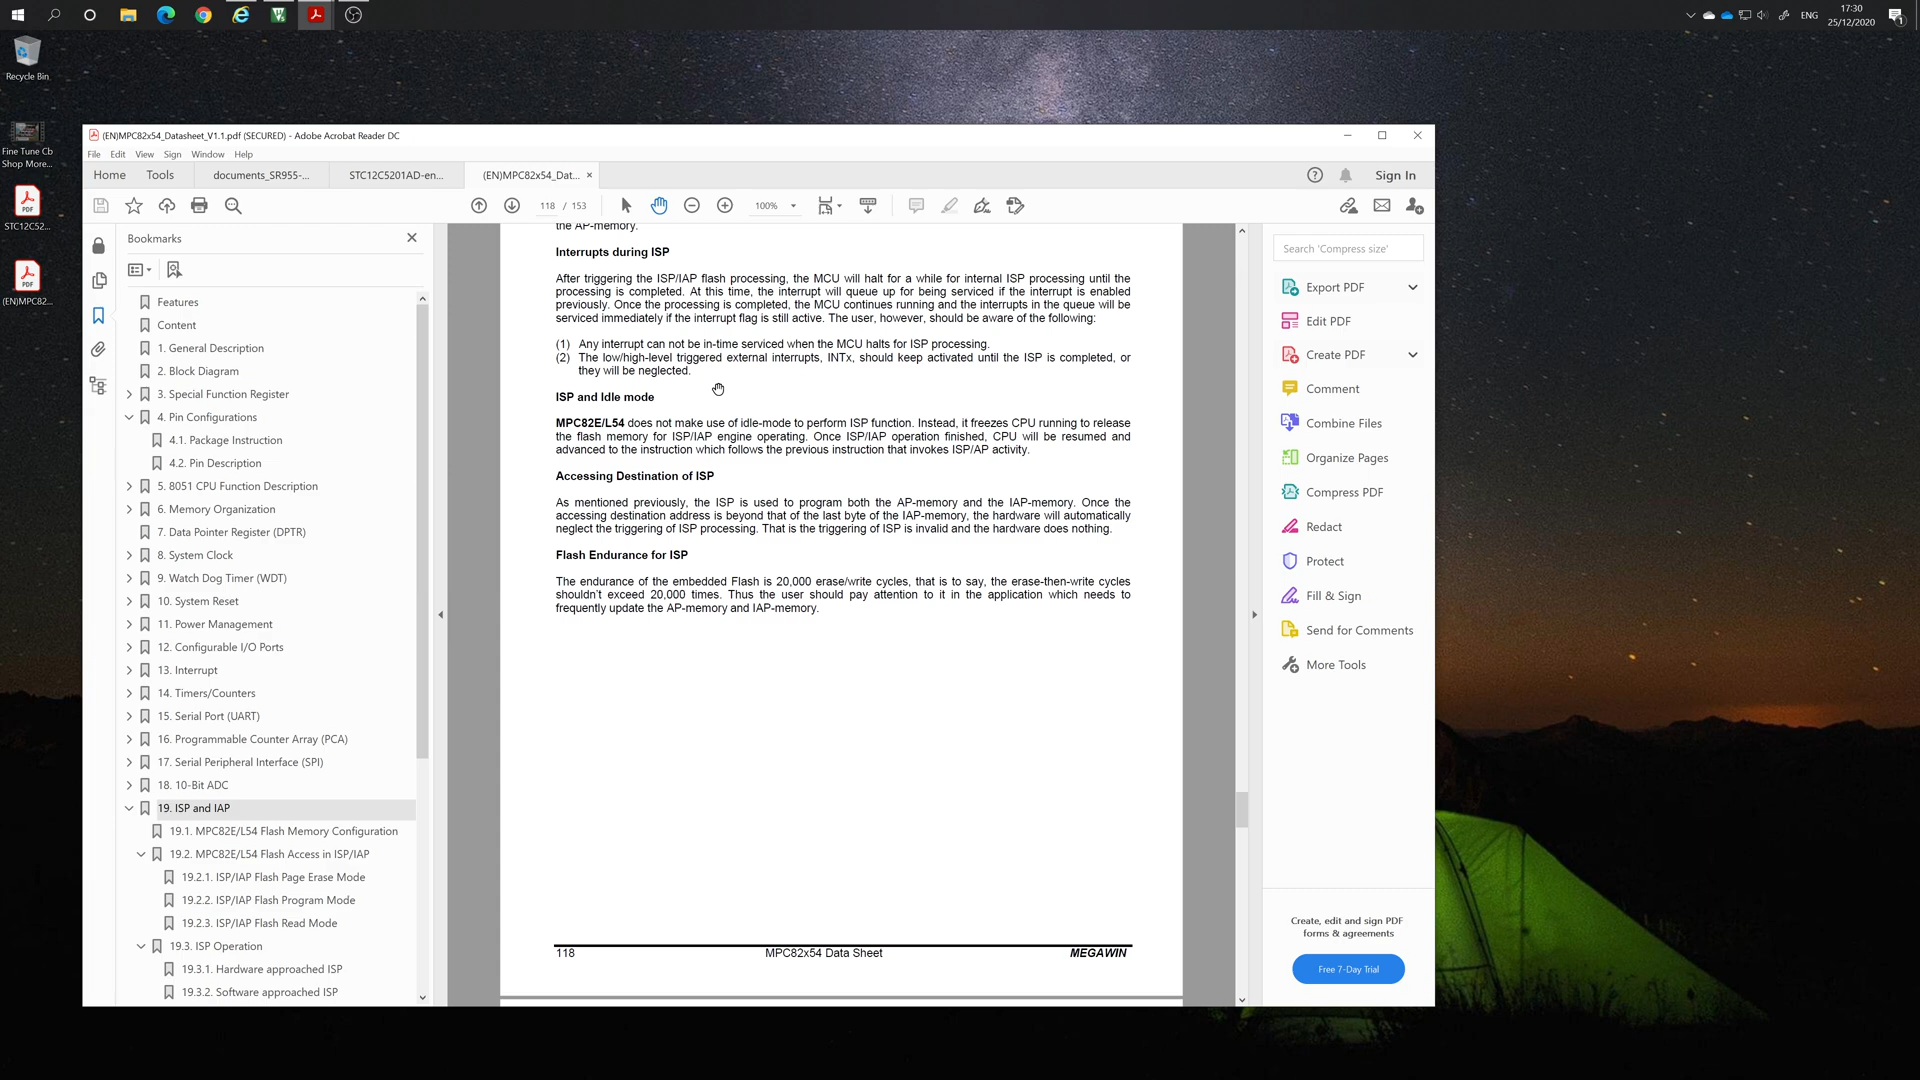 ENG
17:30
25/12/2020
1
Recycle Bin
Fine Tune Cb
Shop More...
PDF
STC12C52...
PDF
(EN)MPC82...
(EN)MPC82x54_Datasheet_V1.1.pdf (SECURED) - Adobe Acrobat Reader DC
File Edit View Sign Window Help
Home Tools documents_SR955-... STC12C5201AD-en... (EN)MPC82x54_Dat... ×
Sign In
118 / 153
100%
Bookmarks
Features
Content
1. General Description
2. Block Diagram
3. Special Function Register
4. Pin Configurations
4.1. Package Instruction
4.2. Pin Description
5. 8051 CPU Function Description
6. Memory Organization
7. Data Pointer Register (DPTR)
8. System Clock
9. Watch Dog Timer (WDT)
10. System Reset
11. Power Management
12. Configurable I/O Ports
13. Interrupt
14. Timers/Counters
15. Serial Port (UART)
16. Programmable Counter Array (PCA)
17. Serial Peripheral Interface (SPI)
18. 10-Bit ADC
19. ISP and IAP
19.1. MPC82E/L54 Flash Memory Configuration
19.2. MPC82E/L54 Flash Access in ISP/IAP
19.2.1. ISP/IAP Flash Page Erase Mode
19.2.2. ISP/IAP Flash Program Mode
19.2.3. ISP/IAP Flash Read Mode
19.3. ISP Operation
19.3.1. Hardware approached ISP
19.3.2. Software approached ISP
the AP-memory.
Interrupts during ISP
After triggering the ISP/IAP flash processing, the MCU will halt for a while for internal ISP processing until the
processing is completed. At this time, the interrupt will queue up for being serviced if the interrupt is enabled
previously. Once the processing is completed, the MCU continues running and the interrupts in the queue will be
serviced immediately if the interrupt flag is still active. The user, however, should be aware of the following:
(1) Any interrupt can not be in-time serviced when the MCU halts for ISP processing.
(2) The low/high-level triggered external interrupts, INTx, should keep activated until the ISP is completed, or
they will be neglected.
ISP and Idle mode
MPC82E/L54 does not make use of idle-mode to perform ISP function. Instead, it freezes CPU running to release
the flash memory for ISP/IAP engine operating. Once ISP/IAP operation finished, CPU will be resumed and
advanced to the instruction which follows the previous instruction that invokes ISP/AP activity.
Accessing Destination of ISP
As mentioned previously, the ISP is used to program both the AP-memory and the IAP-memory. Once the
accessing destination address is beyond that of the last byte of the IAP-memory, the hardware will automatically
neglect the triggering of ISP processing. That is the triggering of ISP is invalid and the hardware does nothing.
Flash Endurance for ISP
The endurance of the embedded Flash is 20,000 erase/write cycles, that is to say, the erase-then-write cycles
shouldn't exceed 20,000 times. Thus the user should pay attention to it in the application which needs to
frequently update the AP-memory and IAP-memory.
118 MPC82x54 Data Sheet MEGAWIN
Search 'Compress size'
Export PDF
Edit PDF
Create PDF
Comment
Combine Files
Organize Pages
Compress PDF
Redact
Protect
Fill & Sign
Send for Comments
More Tools
Create, edit and sign PDF
forms & agreements
Free 7-Day Trial